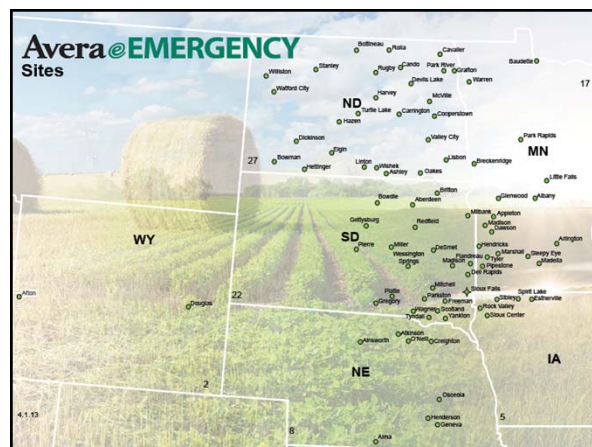 Avera eEMERGENCY
Sites
Bottineau
Rolla
Cavalier
Baudette
Williston
Stanley
Rugby
Cando
Park River
Grafton
Devils Lake
Warren
17
Watford City
Harvey
McVille
ND
Turtle Lake
Carrington
Cooperstown
Hazen
Dickinson
Valley City
Park Rapids
MN
Elgin
Bowman
Hettinger
Linton
Wishek
Ashley
Oakes
Lisbon
Breckenridge
27
Little Falls
Britton
Bowdle
Aberdeen
Glenwood
Albany
Milbank
Appleton
Gettysburg
Redfield
Madison
Dawson
WY
SD
Pierre
Miller
DeSmet
Hendricks
Marshall
Arlington
Wessington
Springs
Flandreau
Madison
Tyler
Pipestone
Sleepy Eye
Madelia
Dell Rapids
Afton
Douglas
22
Mitchell
Sioux Falls
Platte
Gregory
Parkston
Freeman
Sibley
Spirit Lake
Estherville
Rock Valley
Wagner
Scotland
Sioux Center
Tyndall
Yankton
Ainsworth
Atkinson
O'Neill
Creighton
IA
NE
2
Osceola
4.1.13
8
Henderson
Geneva
5
Alma